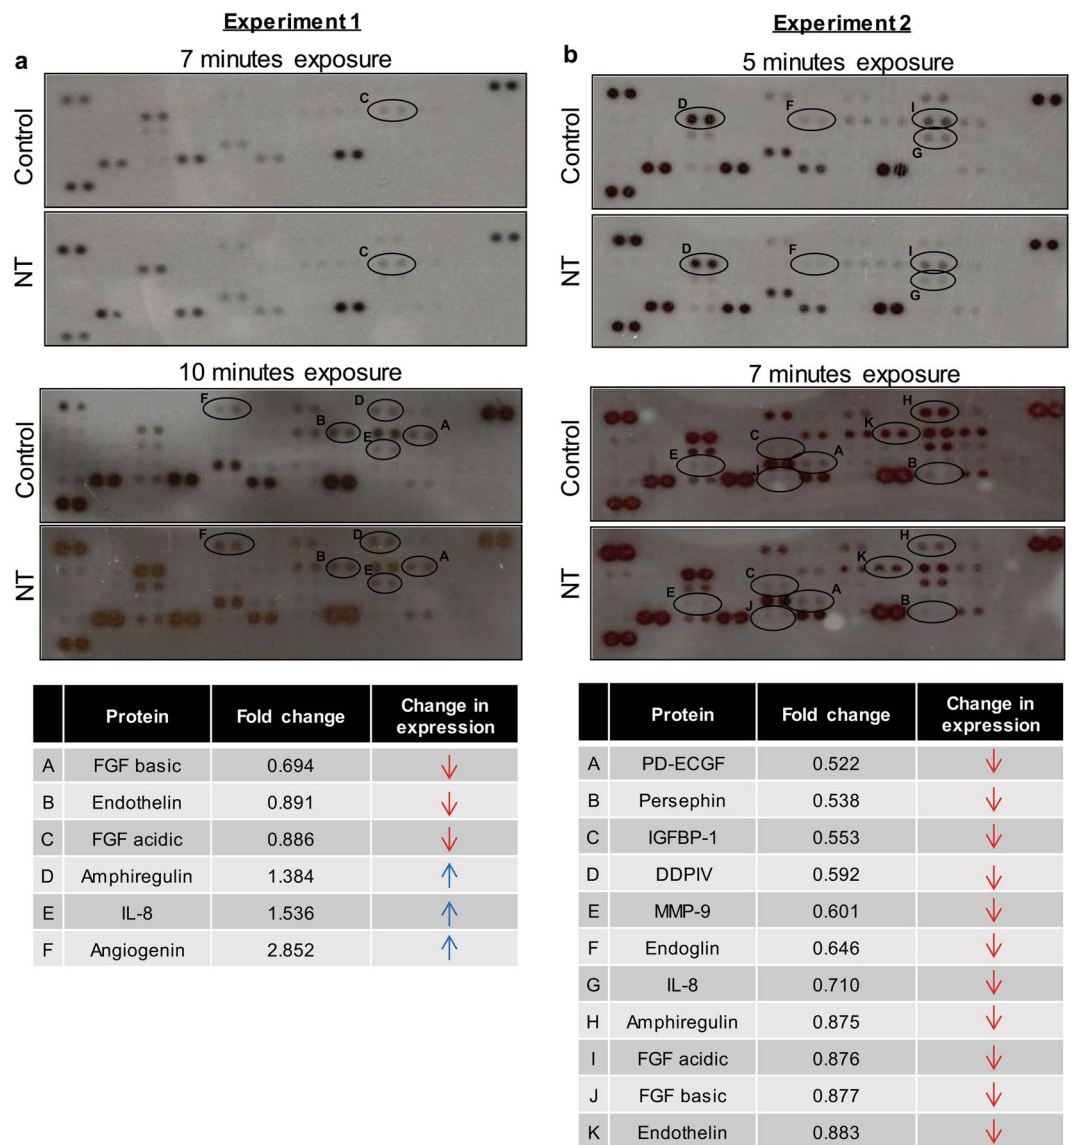 Experiment 1
a
7 minutes exposure
Control
C
NT
C
10 minutes exposure
Control
F
D
B
E
A
NT
F
D
B
E
A
Protein Fold change Change in expression
A FGF basic 0.694 ↓
B Endothelin 0.891 ↓
C FGF acidic 0.886 ↓
D Amphiregulin 1.384 ↑
E IL-8 1.536 ↑
F Angiogenin 2.852 ↑
Experiment 2
b
5 minutes exposure
Control
D
F
I
G
NT
D
F
I
G
7 minutes exposure
Control
H
K
C
E
A
J
B
NT
H
K
C
E
A
J
B
Protein Fold change Change in expression
A PD-ECGF 0.522 ↓
B Persephin 0.538 ↓
C IGFBP-1 0.553 ↓
D DDPIV 0.592 ↓
E MMP-9 0.601 ↓
F Endoglin 0.646 ↓
G IL-8 0.710 ↓
H Amphiregulin 0.875 ↓
I FGF acidic 0.876 ↓
J FGF basic 0.877 ↓
K Endothelin 0.883 ↓